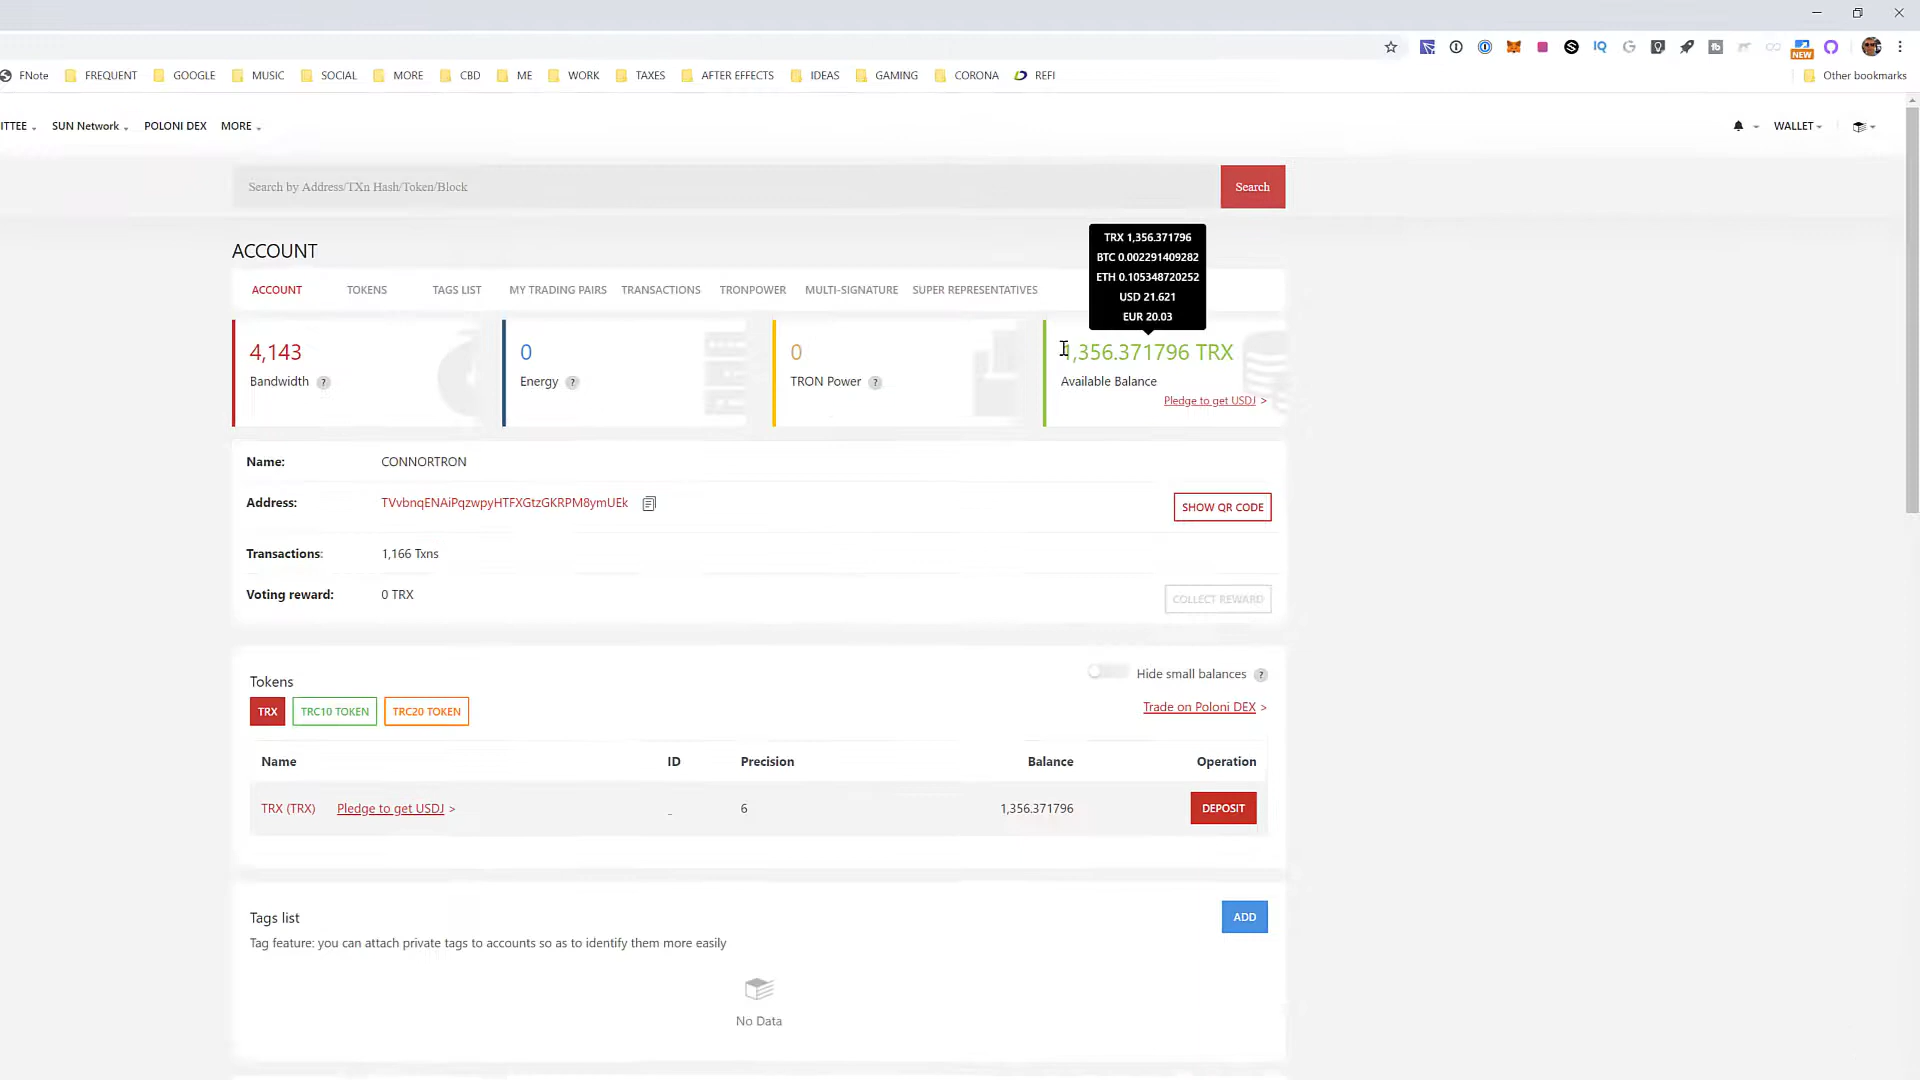 FNote FREQUENT GOOGLE MUSIC SOCIAL MORE CBD ME WORK TAXES AFTER EFFECTS IDEAS GAMING CORONA REFI Other bookmarks
NEW
ITTEE SUN Network POLONI DEX MORE WALLET
Search by Address/TXn Hash/Token/Block Search
ACCOUNT
TRX 1,356.371796
BTC 0.002291409282
ETH 0.105348720252
USD 21.621
EUR 20.03
ACCOUNT TOKENS TAGS LIST MY TRADING PAIRS TRANSACTIONS TRONPOWER MULTI-SIGNATURE SUPER REPRESENTATIVES
4,143 0 0 1,356.371796 TRX
Bandwidth ? Energy ? TRON Power ? Available Balance
Pledge to get USDJ >
Name: CONNORTRON
Address: TVvbnqENAiPqzwpyHTFXGtzGKRPM8ymUEk SHOW QR CODE
Transactions: 1,166 Txns
Voting reward: 0 TRX COLLECT REWARD
Hide small balances ?
Tokens
TRX TRC10 TOKEN TRC20 TOKEN Trade on Poloni DEX >
Name ID Precision Balance Operation
TRX (TRX) Pledge to get USDJ > _ 6 1,356.371796 DEPOSIT
Tags list ADD
Tag feature: you can attach private tags to accounts so as to identify them more easily
No Data